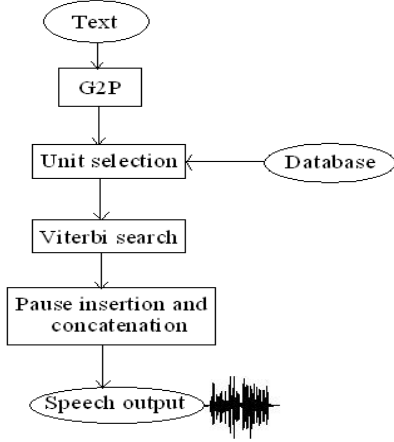 Text
G2P
Unit selection
Database
Viterbi search
Pause insertion and
concatenation
Speech output